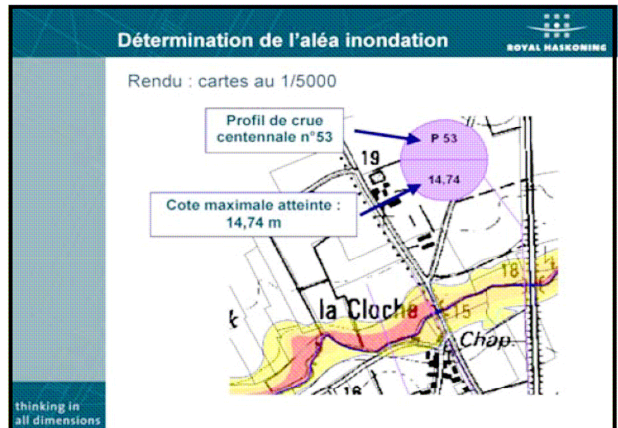 Détermination de l'aléa inondation
ROYAL HASKONING
Rendu : cartes au 1/5000
Profil de crue
centennale n°53
P 53
19
14,74
Cote maximale atteinte :
14,74 m
18
la Cloche
15
Chap.
16
thinking in
all dimensions